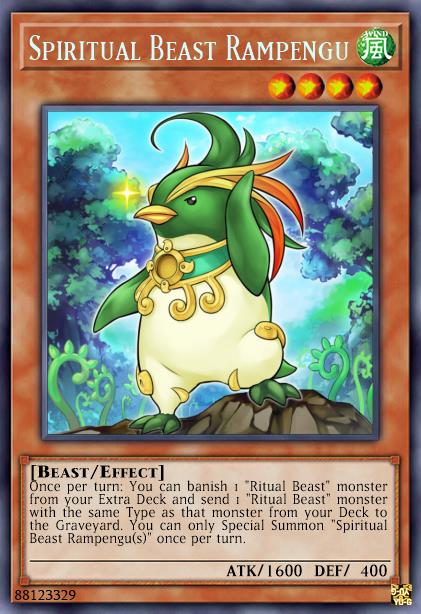 Spiritual Beast Rampengu
WIND
風
[Beast/Effect]
Once per turn: You can banish 1 "Ritual Beast" monster
from your Extra Deck and send 1 "Ritual Beast" monster
with the same Type as that monster from your Deck to
the Graveyard. You can only Special Summon "Spiritual
Beast Rampengu(s)" once per turn.
ATK/1600 DEF/ 400
88123329